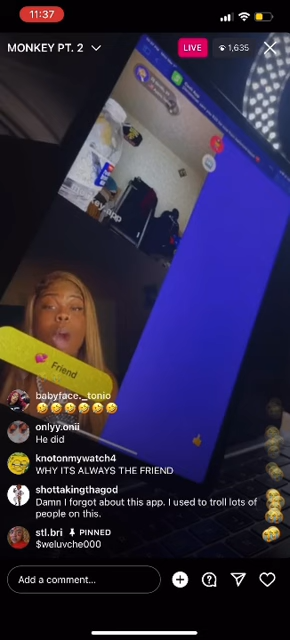 11:37
MONKEY PT. 2
LIVE
1,635
monkey.app
Friend
babyface._tonio
🤣🤣🤣🤣🤣🤣
onlyy.onii
He did
knotonmywatch4
WHY ITS ALWAYS THE FRIEND
shottakingthagod
Damn I forgot about this app. I used to troll lots of
people on this.
stl.bri PINNED
$weluvche000
Add a comment...